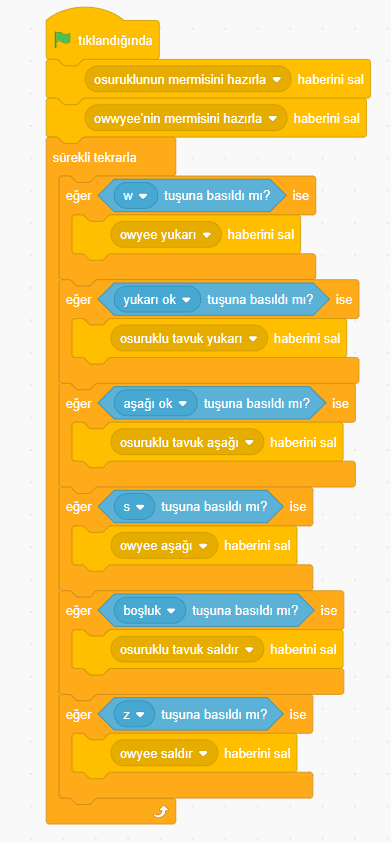 tıklandığında
osuruklunun mermisini hazırla haberini sal
owwyee'nin mermisini hazırla haberini sal
sürekli tekrarla
eğer w tuşuna basıldı mı? ise
owyee yukarı haberini sal
eğer yukarı ok tuşuna basıldı mı? ise
osuruklu tavuk yukarı haberini sal
eğer aşağı ok tuşuna basıldı mı? ise
osuruklu tavuk aşağı haberini sal
eğer s tuşuna basıldı mı? ise
owyee aşağı haberini sal
eğer boşluk tuşuna basıldı mı? ise
osuruklu tavuk saldır haberini sal
eğer z tuşuna basıldı mı? ise
owyee saldır haberini sal